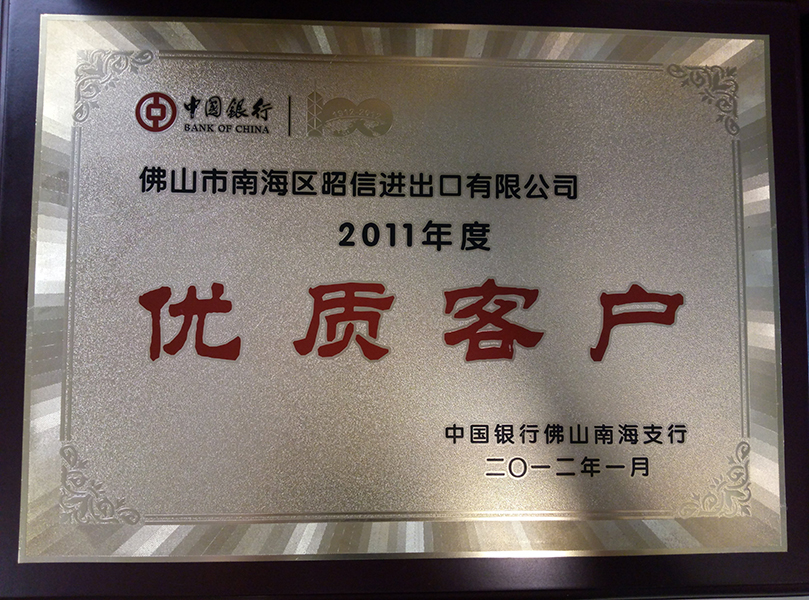 中国银行
BANK OF CHINA
100
佛山市南海区昭信进出口有限公司
2011年度
优质客户
中国银行佛山南海支行
二〇一二年一月